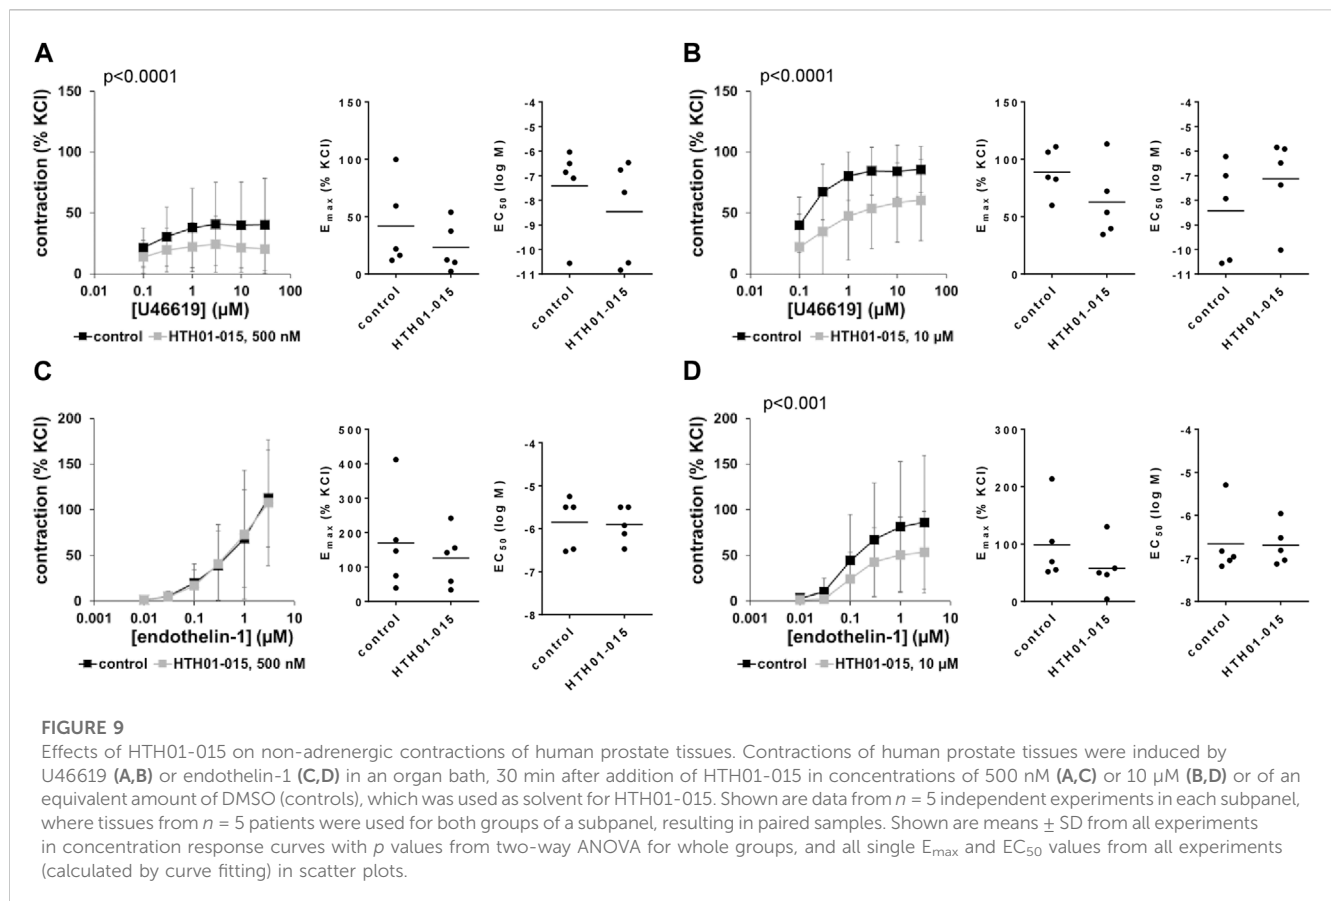 A
p<0.0001
contraction (% KCl)
150
100
50
0
0.01 0.1 1 10 100
[U46619] (µM)
control HTH01-015, 500 nM
Emax (% KCl)
150
100
50
0
control
HTH01-015
EC50 (log M)
-4
-5
-6
-7
-8
-9
-10
-11
control
HTH01-015
B
p<0.0001
contraction (% KCl)
150
100
50
0
0.01 0.1 1 10 100
[U46619] (µM)
control HTH01-015, 10 µM
Emax (% KCl)
150
100
50
0
control
HTH01-015
EC50 (log M)
-4
-5
-6
-7
-8
-9
-10
-11
control
HTH01-015
C
contraction (% KCl)
200
150
100
50
0
0.001 0.01 0.1 1 10
[endothelin-1] (µM)
control HTH01-015, 500 nM
Emax (% KCl)
500
400
300
200
100
0
control
HTH01-015
EC50 (log M)
-4
-5
-6
-7
-8
control
HTH01-015
D
p<0.001
contraction (% KCl)
200
150
100
50
0
0.001 0.01 0.1 1 10
[endothelin-1] (µM)
control HTH01-015, 10 µM
Emax (% KCl)
300
200
100
0
control
HTH01-015
EC50 (log M)
-4
-5
-6
-7
-8
control
HTH01-015
FIGURE 9
Effects of HTH01-015 on non-adrenergic contractions of human prostate tissues. Contractions of human prostate tissues were induced by
U46619 (A,B) or endothelin-1 (C,D) in an organ bath, 30 min after addition of HTH01-015 in concentrations of 500 nM (A,C) or 10 µM (B,D) or of an
equivalent amount of DMSO (controls), which was used as solvent for HTH01-015. Shown are data from n = 5 independent experiments in each subpanel,
where tissues from n = 5 patients were used for both groups of a subpanel, resulting in paired samples. Shown are means ± SD from all experiments
in concentration response curves with p values from two-way ANOVA for whole groups, and all single Emax and EC50 values from all experiments
(calculated by curve fitting) in scatter plots.